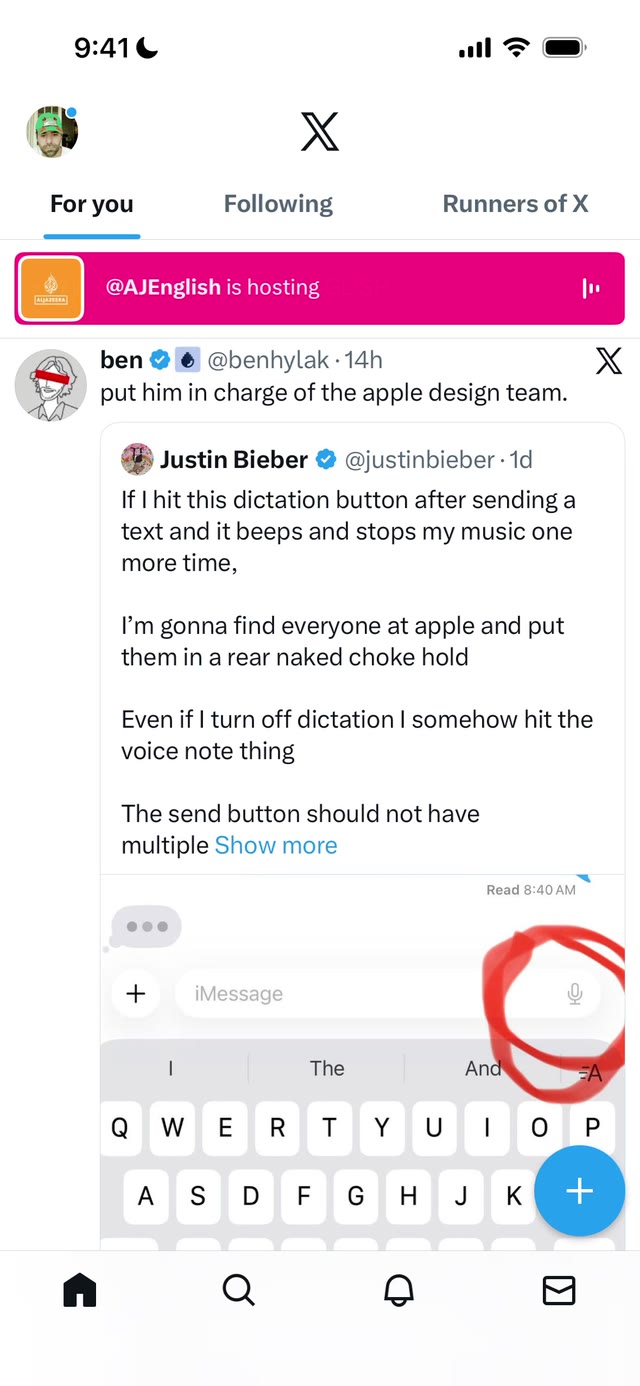 9:41
For you Following Runners of X
ALJAZEERA
@AJEnglish is hosting
ben @benhylak · 14h
put him in charge of the apple design team.
Justin Bieber @justinbieber · 1d
If I hit this dictation button after sending a
text and it beeps and stops my music one
more time,
I’m gonna find everyone at apple and put
them in a rear naked choke hold
Even if I turn off dictation I somehow hit the
voice note thing
The send button should not have
multiple Show more
Read 8:40 AM
iMessage
I The And A
Q W E R T Y U I O P
A S D F G H J K